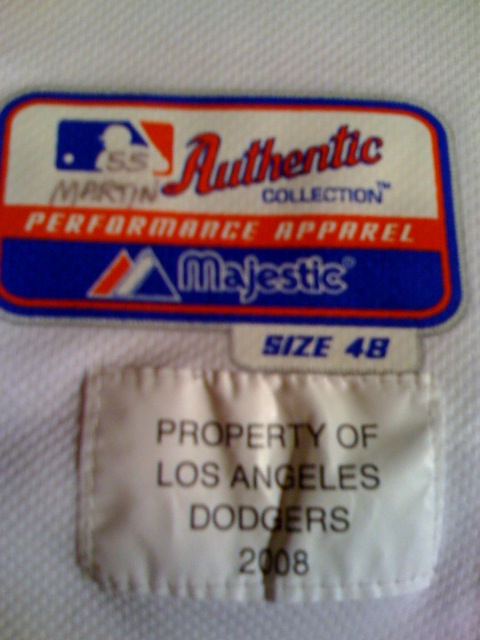 55
MARTIN
Authentic
COLLECTION™
PERFORMANCE APPAREL
Majestic®
SIZE 48
PROPERTY OF
LOS ANGELES
DODGERS
2008